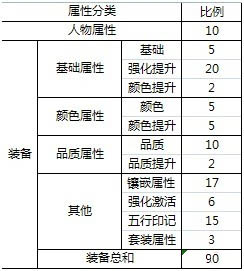 属性分类 比例
人物属性 10
装备 基础属性 基础 5
强化提升 20
颜色提升 2
颜色属性 颜色 5
颜色提升 5
品质属性 品质 10
品质提升 2
其他 镶嵌属性 17
强化激活 6
五行印记 15
套装属性 3
装备总和 90